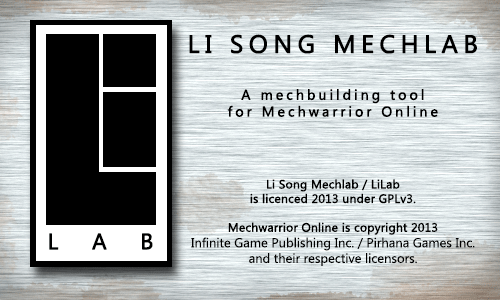 LI SONG MECHLAB
A mechbuilding tool
for Mechwarrior Online
Li Song Mechlab / LiLab
is licenced 2013 under GPLv3.
Mechwarrior Online is copyright 2013
Infinite Game Publishing Inc. / Pirhana Games Inc.
and their respective licensors.
L A B